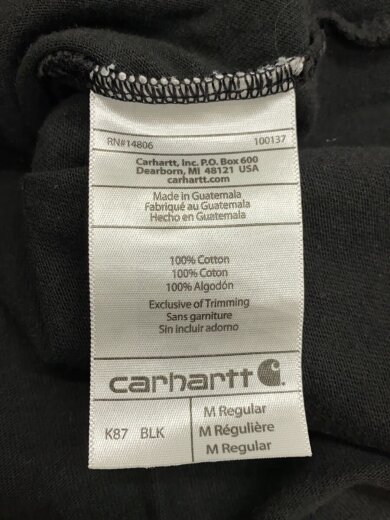 RN#14806 100137
Carhartt, Inc. P.O. Box 600
Dearborn, MI 48121 USA
carhartt.com
Made in Guatemala
Fabriqué au Guatemala
Hecho en Guatemala
100% Cotton
100% Coton
100% Algodón
Exclusive of Trimming
Sans garniture
Sin incluir adorno
carhartt
K87 BLK
M Regular
M Régulière
M Regular